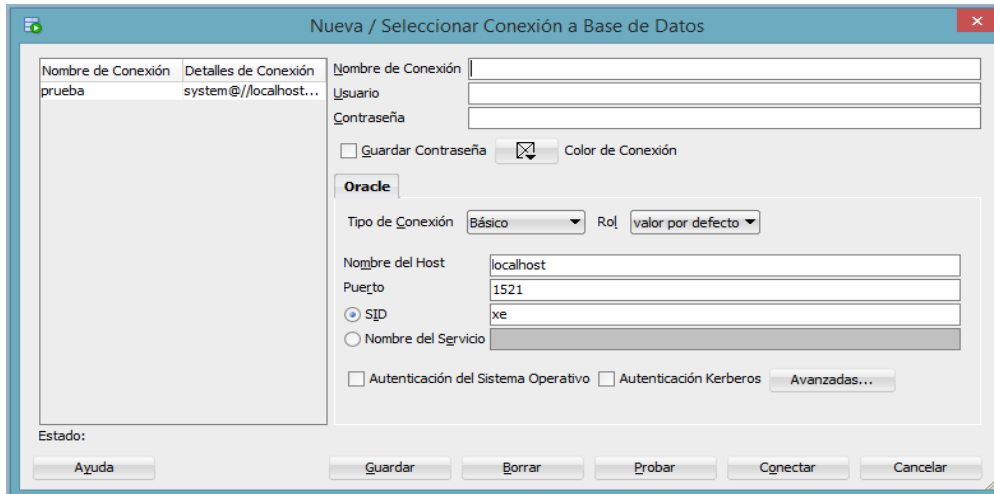 Nueva / Seleccionar Conexión a Base de Datos
Nombre de Conexión Detalles de Conexión
prueba system@//localhost...
Nombre de Conexión
Usuario
Contraseña
Guardar Contraseña Color de Conexión
Oracle
Tipo de Conexión Básico Rol valor por defecto
Nombre del Host localhost
Puerto 1521
SID xe
Nombre del Servicio
Autenticación del Sistema Operativo Autenticación Kerberos Avanzadas...
Estado:
Ayuda Guardar Borrar Probar Conectar Cancelar